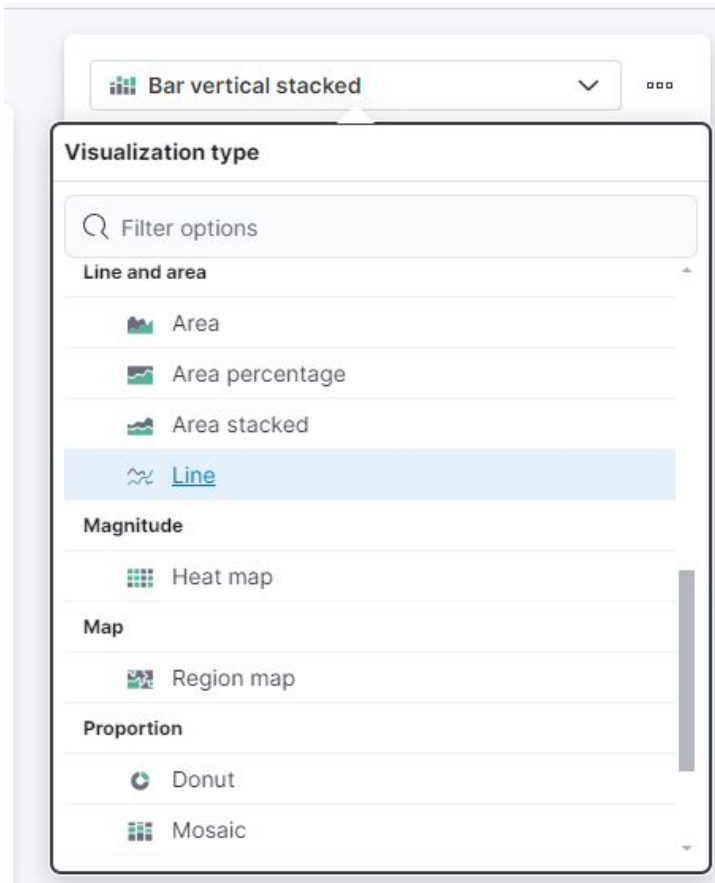 Bar vertical stacked
Visualization type
Filter options
Line and area
Area
Area percentage
Area stacked
Line
Magnitude
Heat map
Map
Region map
Proportion
Donut
Mosaic